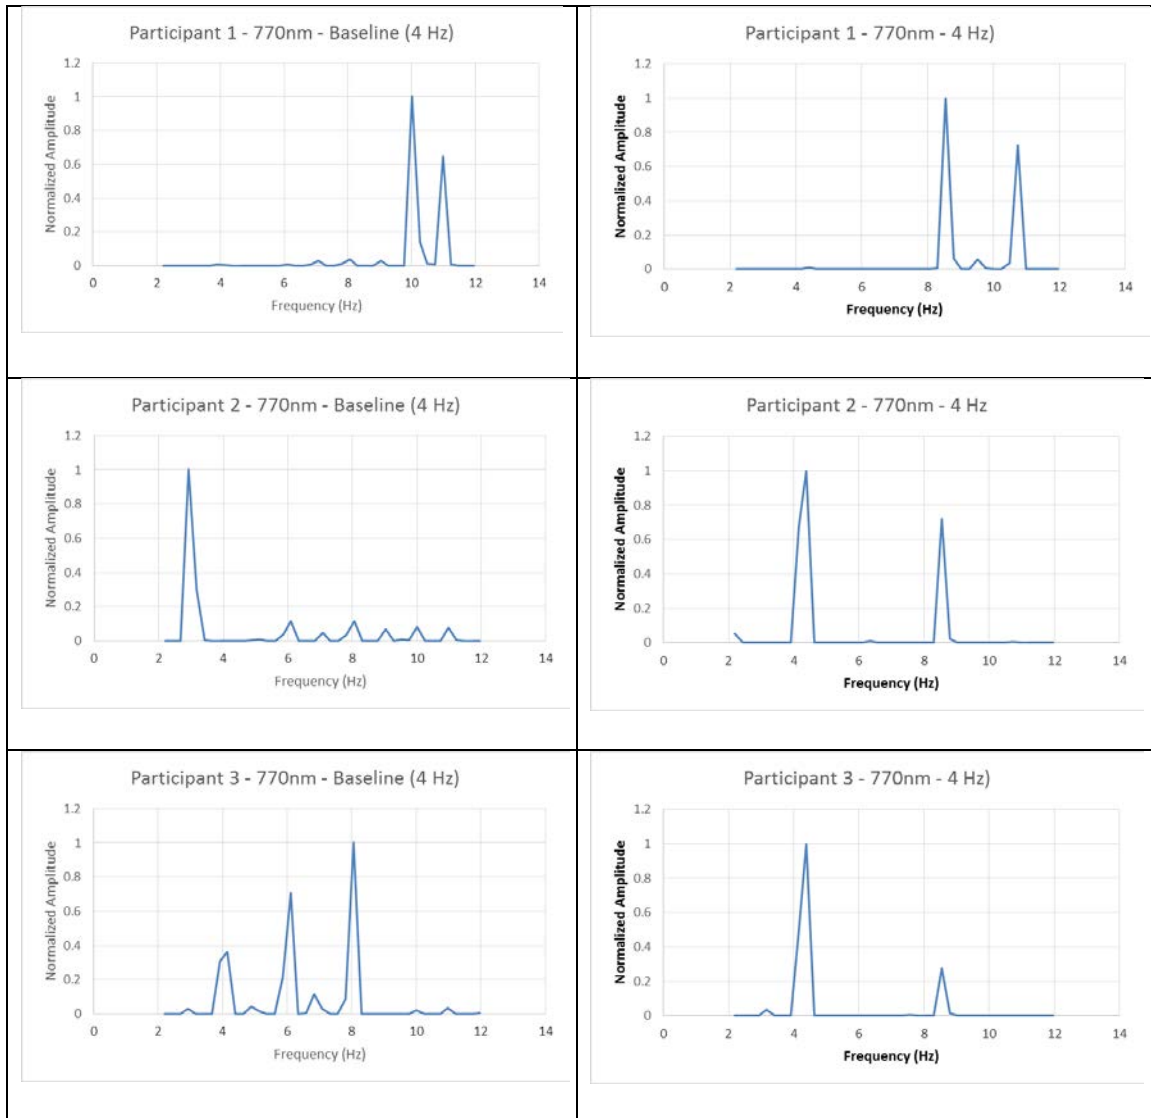 Participant 1 - 770nm - Baseline (4 Hz)
Normalized Amplitude
1.2
1
0.8
0.6
0.4
0.2
0
0 2 4 6 8 10 12 14
Frequency (Hz)
Participant 1 - 770nm - 4 Hz)
Normalized Amplitude
1.2
1
0.8
0.6
0.4
0.2
0
0 2 4 6 8 10 12 14
Frequency (Hz)
Participant 2 - 770nm - Baseline (4 Hz)
Normalized Amplitude
1.2
1
0.8
0.6
0.4
0.2
0
0 2 4 6 8 10 12 14
Frequency (Hz)
Participant 2 - 770nm - 4 Hz
Normalized Amplitude
1.2
1
0.8
0.6
0.4
0.2
0
0 2 4 6 8 10 12 14
Frequency (Hz)
Participant 3 - 770nm - Baseline (4 Hz)
Normalized Amplitude
1.2
1
0.8
0.6
0.4
0.2
0
0 2 4 6 8 10 12 14
Frequency (Hz)
Participant 3 - 770nm - 4 Hz)
Normalized Amplitude
1.2
1
0.8
0.6
0.4
0.2
0
0 2 4 6 8 10 12 14
Frequency (Hz)